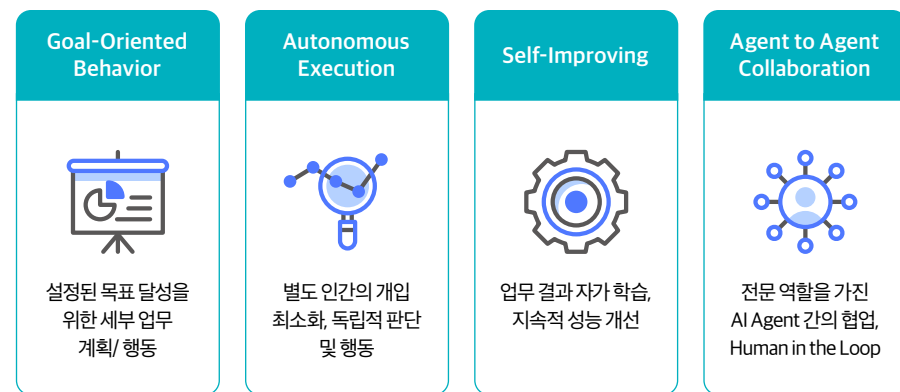 Goal-Oriented
Behavior
설정된 목표 달성을
위한 세부 업무
계획/ 행동
Autonomous
Execution
별도 인간의 개입
최소화, 독립적 판단
및 행동
Self-Improving
업무 결과 자가 학습,
지속적 성능 개선
Agent to Agent
Collaboration
전문 역할을 가진
AI Agent 간의 협업,
Human in the Loop